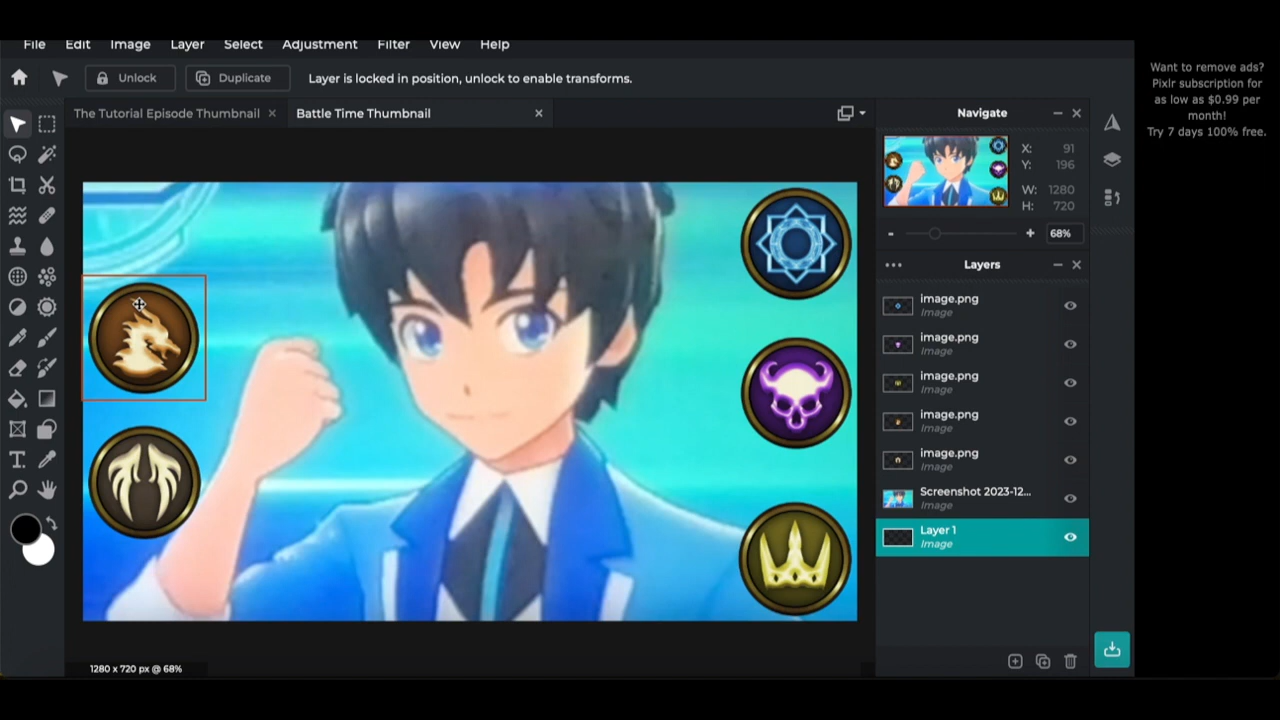 File Edit Image Layer Select Adjustment Filter View Help
Unlock Duplicate Layer is locked in position, unlock to enable transforms.
The Tutorial Episode Thumbnail Battle Time Thumbnail
Navigate
X: 91
Y: 196
W: 1280
H: 720
68%
Layers
image.png
Image
image.png
Image
image.png
Image
image.png
Image
image.png
Image
Screenshot 2023-12...
Image
Layer 1
Image
1280 x 720 px @ 68%
Want to remove ads?
Pixlr subscription for
as low as $0.99 per
month!
Try 7 days 100% free.